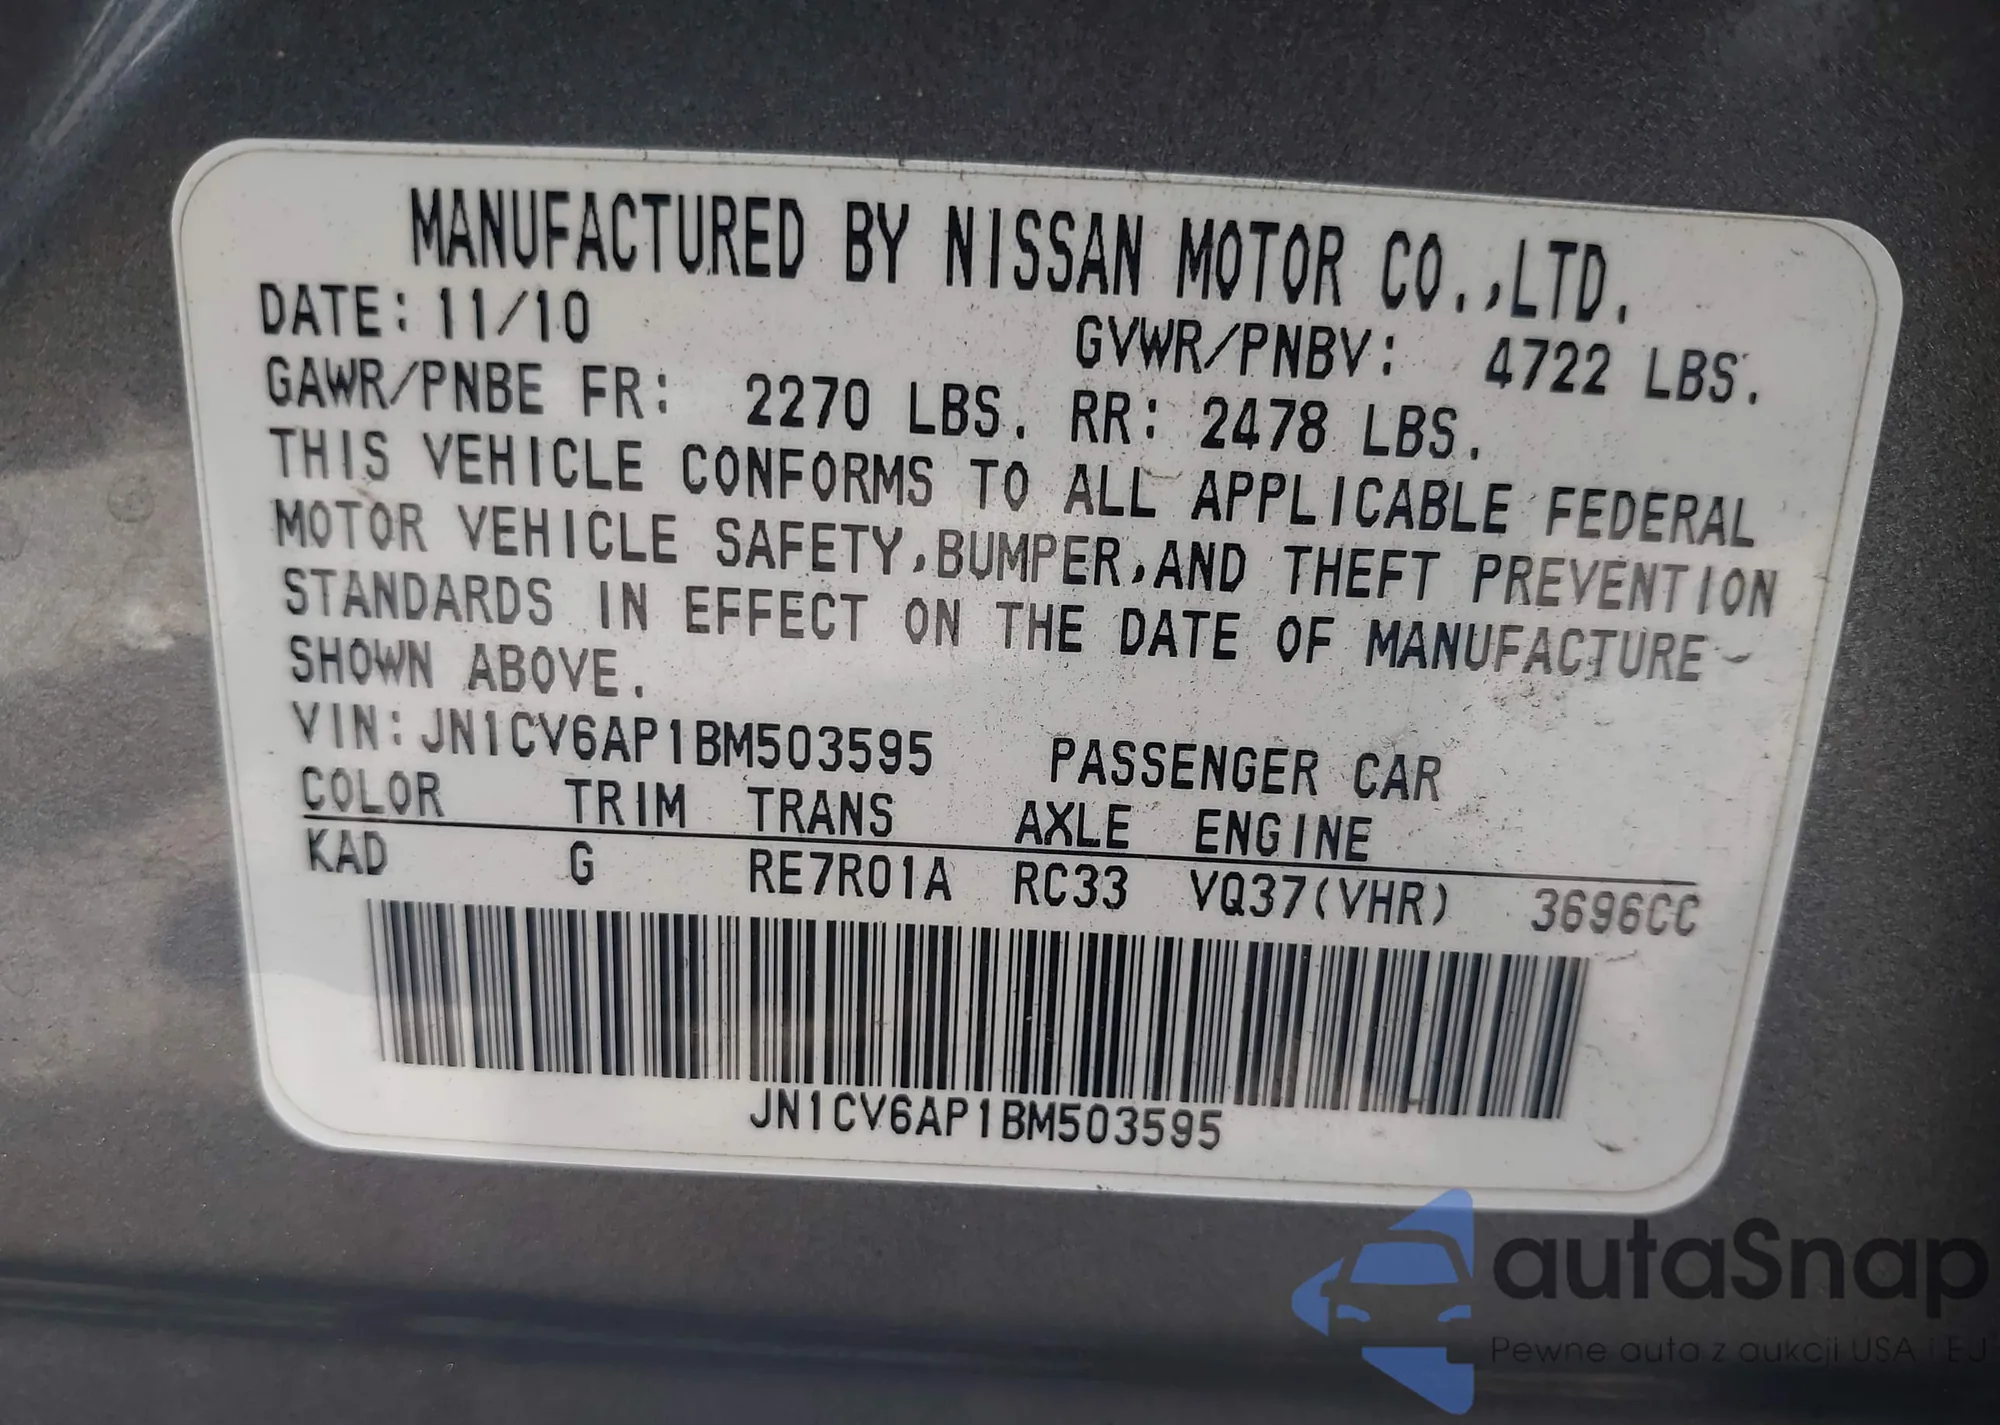 MANUFACTURED BY NISSAN MOTOR CO.,LTD.
DATE: 11/10 GVWR/PNBV: 4722 LBS.
GAWR/PNBE FR: 2270 LBS. RR: 2478 LBS.
THIS VEHICLE CONFORMS TO ALL APPLICABLE FEDERAL
MOTOR VEHICLE SAFETY,BUMPER,AND THEFT PREVENTION
STANDARDS IN EFFECT ON THE DATE OF MANUFACTURE
SHOWN ABOVE.
VIN: JN1CV6AP1BM503595 PASSENGER CAR
COLOR TRIM TRANS AXLE ENGINE
KAD G RE7R01A RC33 VQ37(VHR) 3696CC
JN1CV6AP1BM503595
autaSnap
Pewne auta z aukcji USA i EJ